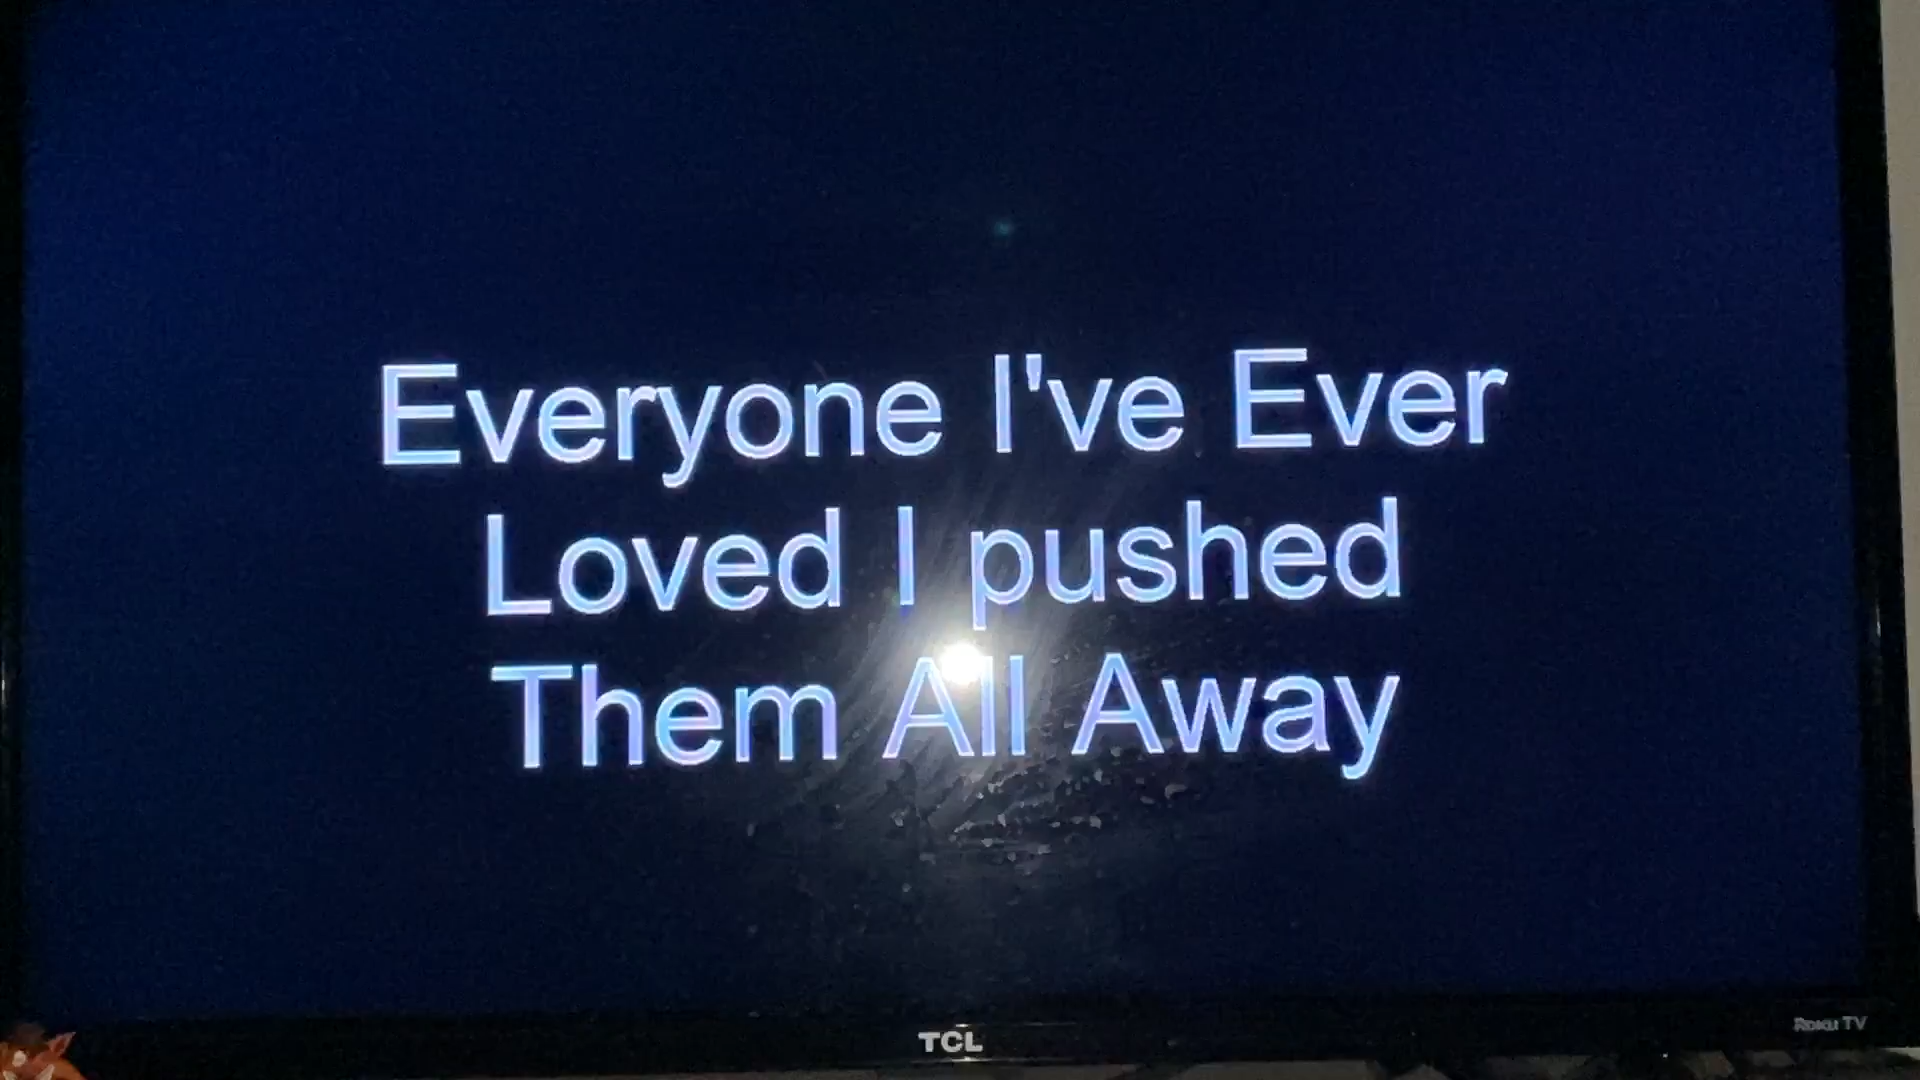 Everyone I've Ever
Loved I pushed
Them All Away
TCL
Roku TV